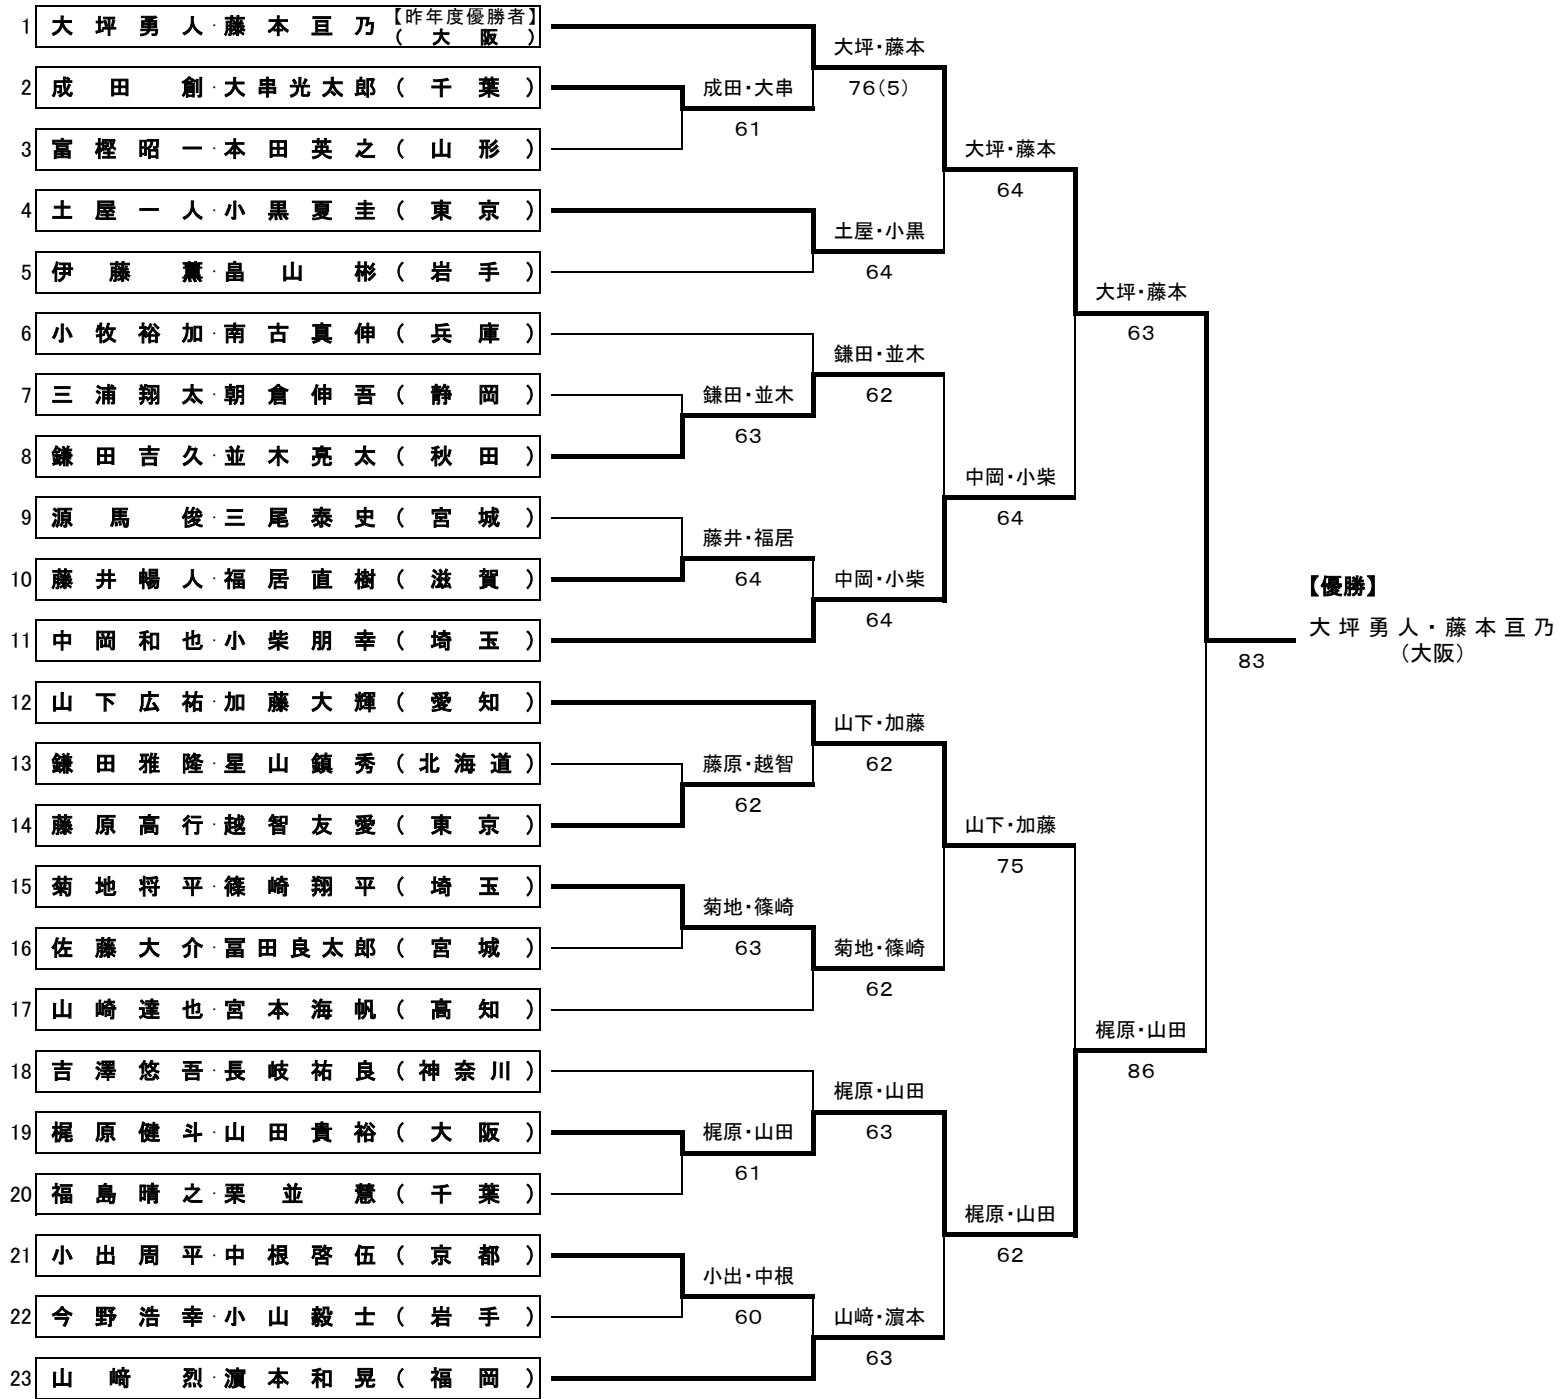 1 大坪勇人・藤本亘乃 【昨年度優勝者】 (大阪)
2 成田創・大串光太郎 (千葉)
3 富樫昭一・本田英之 (山形)
4 土屋一人・小黒夏圭 (東京)
5 伊藤薫・畠山彬 (岩手)
6 小牧裕加・南古真伸 (兵庫)
7 三浦翔太・朝倉伸吾 (静岡)
8 鎌田吉久・並木亮太 (秋田)
9 源馬俊・三尾泰史 (宮城)
10 藤井暢人・福居直樹 (滋賀)
11 中岡和也・小柴朋幸 (埼玉)
12 山下広祐・加藤大輝 (愛知)
13 鎌田雅隆・星山鎮秀 (北海道)
14 藤原高行・越智友愛 (東京)
15 菊地将平・篠崎翔平 (埼玉)
16 佐藤大介・冨田良太郎 (宮城)
17 山崎達也・宮本海帆 (高知)
18 吉澤悠吾・長岐祐良 (神奈川)
19 梶原健斗・山田貴裕 (大阪)
20 福島晴之・栗並慧 (千葉)
21 小出周平・中根啓伍 (京都)
22 今野浩幸・小山毅士 (岩手)
23 山﨑烈・濵本和晃 (福岡)
成田・大串
61
鎌田・並木
63
藤井・福居
64
藤原・越智
62
菊地・篠崎
63
梶原・山田
61
小出・中根
60
大坪・藤本
76(5)
土屋・小黒
64
鎌田・並木
62
中岡・小柴
64
山下・加藤
62
菊地・篠崎
62
梶原・山田
63
山﨑・濵本
63
大坪・藤本
64
中岡・小柴
64
山下・加藤
75
梶原・山田
62
大坪・藤本
63
梶原・山田
86
83
【優勝】
大坪勇人・藤本亘乃
(大阪)